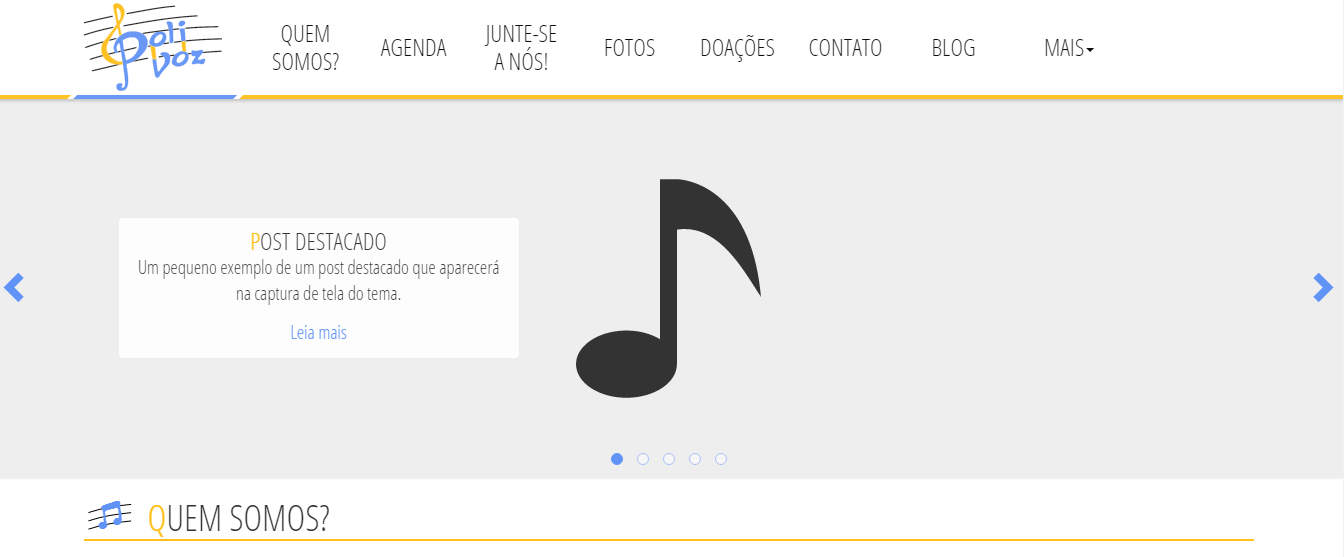 Poli
Voz
QUEM
SOMOS?
AGENDA
JUNTE-SE
A NÓS!
FOTOS
DOAÇÕES
CONTATO
BLOG
MAIS
POST DESTACADO
Um pequeno exemplo de um post destacado que aparecerá
na captura de tela do tema.
Leia mais
QUEM SOMOS?